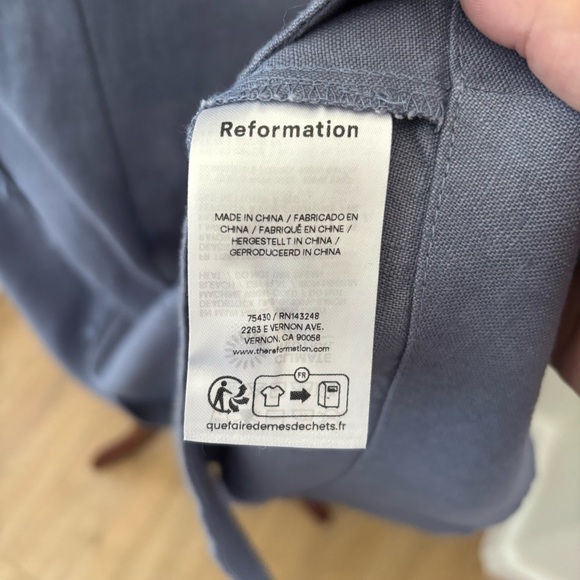 Reformation
MADE IN CHINA / FABRICADO EN
CHINA / FABRIQUÉ EN CHINE /
HERGESTELLT IN CHINA /
GEPRODUCEERD IN CHINA
75430 / RN143248
2263 E VERNON AVE.
VERNON, CA 90058
www.thereformation.com
CLIMATE
FR
quefairedemesdechets.fr